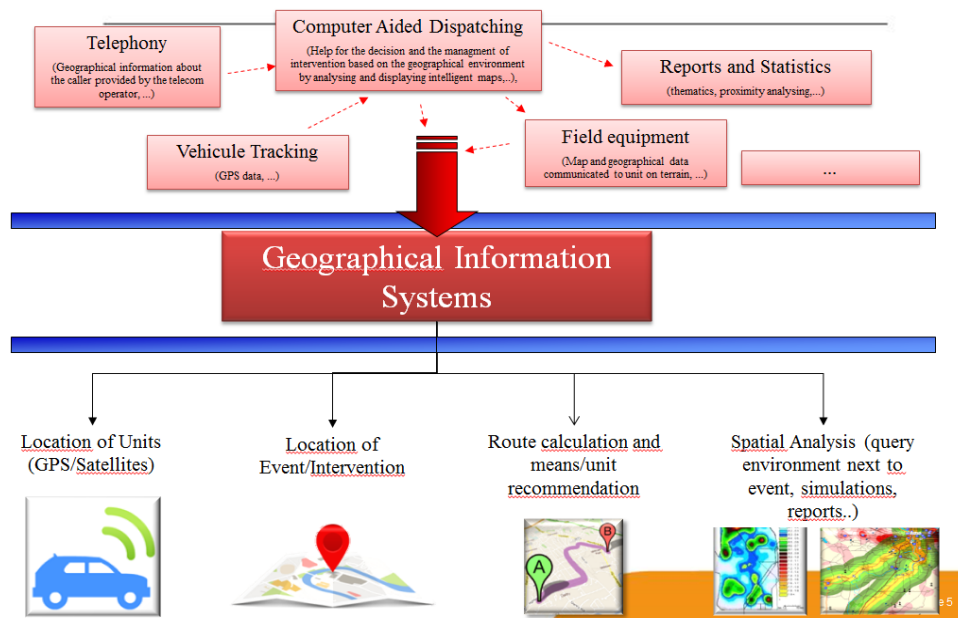 Computer Aided Dispatching
(Help for the decision and the managment of
intervention based on the geographical environment
by analysing and displaying intelligent maps,..),
Telephony
(Geographical information about
the caller provided by the telecom
operator, ...)
Reports and Statistics
(thematics, proximity analysing,...)
Vehicule Tracking
(GPS data, ...)
Field equipment
(Map and geographical data
communicated to unit on terrain, ...)
...
Geographical Information
Systems
Location of Units
(GPS/Satellites)
Location of
Event/Intervention
Route calculation and
means/unit
recommendation
Spatial Analysis (query
environment next to
event, simulations,
reports..)
A
B
e 5